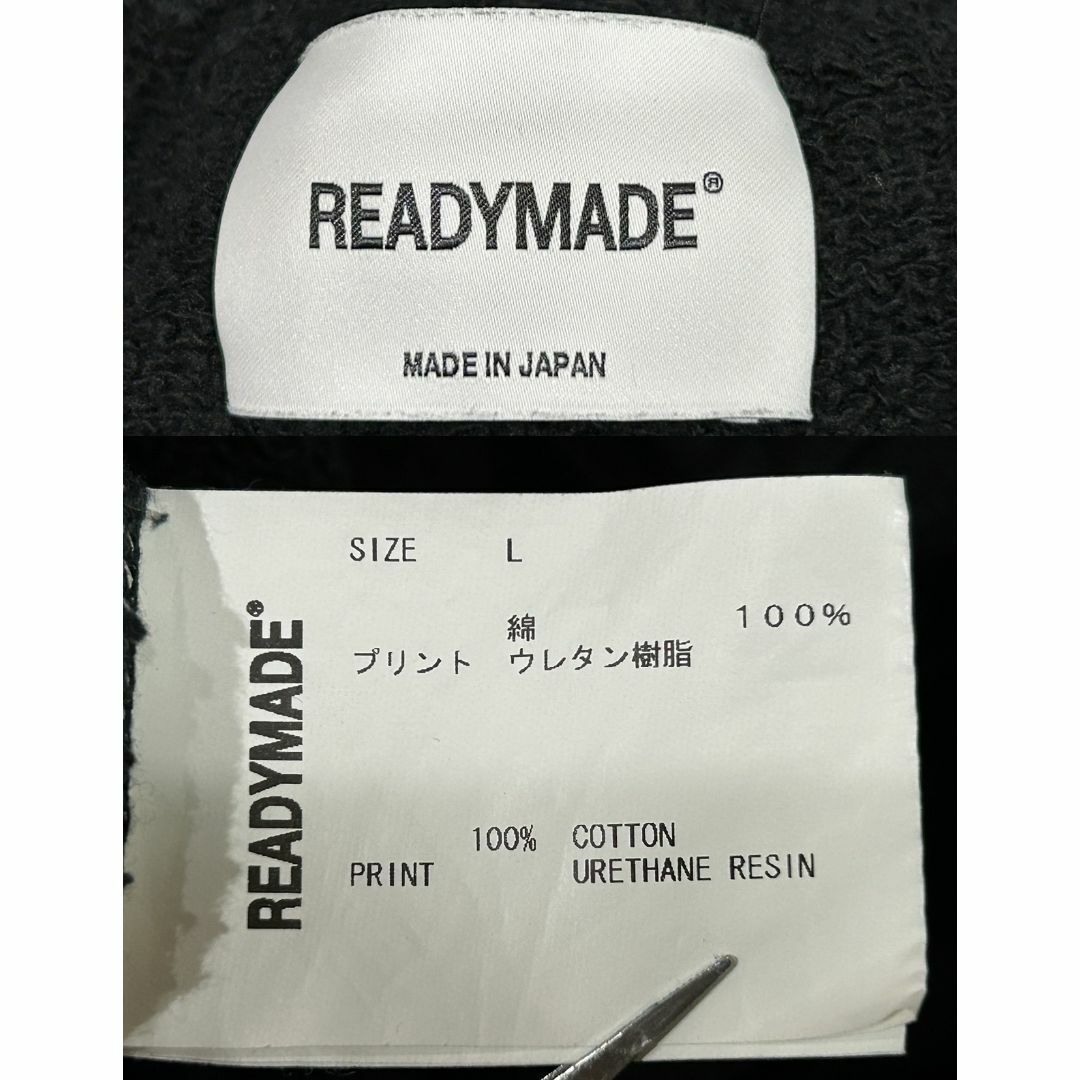 READYMADE®
MADE IN JAPAN
READYMADE®
SIZE L
綿 100%
プリント ウレタン樹脂
100% COTTON
PRINT URETHANE RESIN